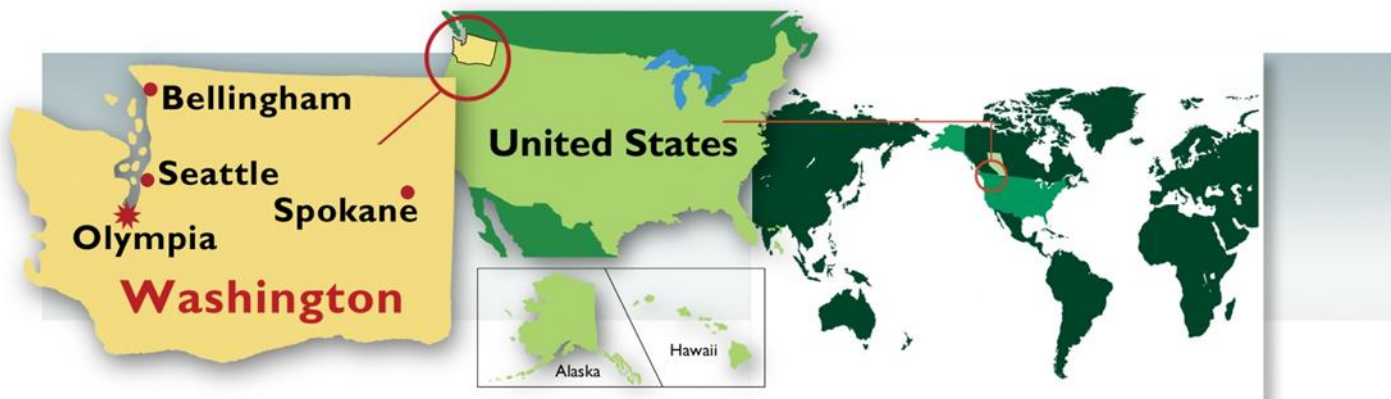 Bellingham
Seattle
Spokane
Olympia
Washington
United States
Alaska
Hawaii